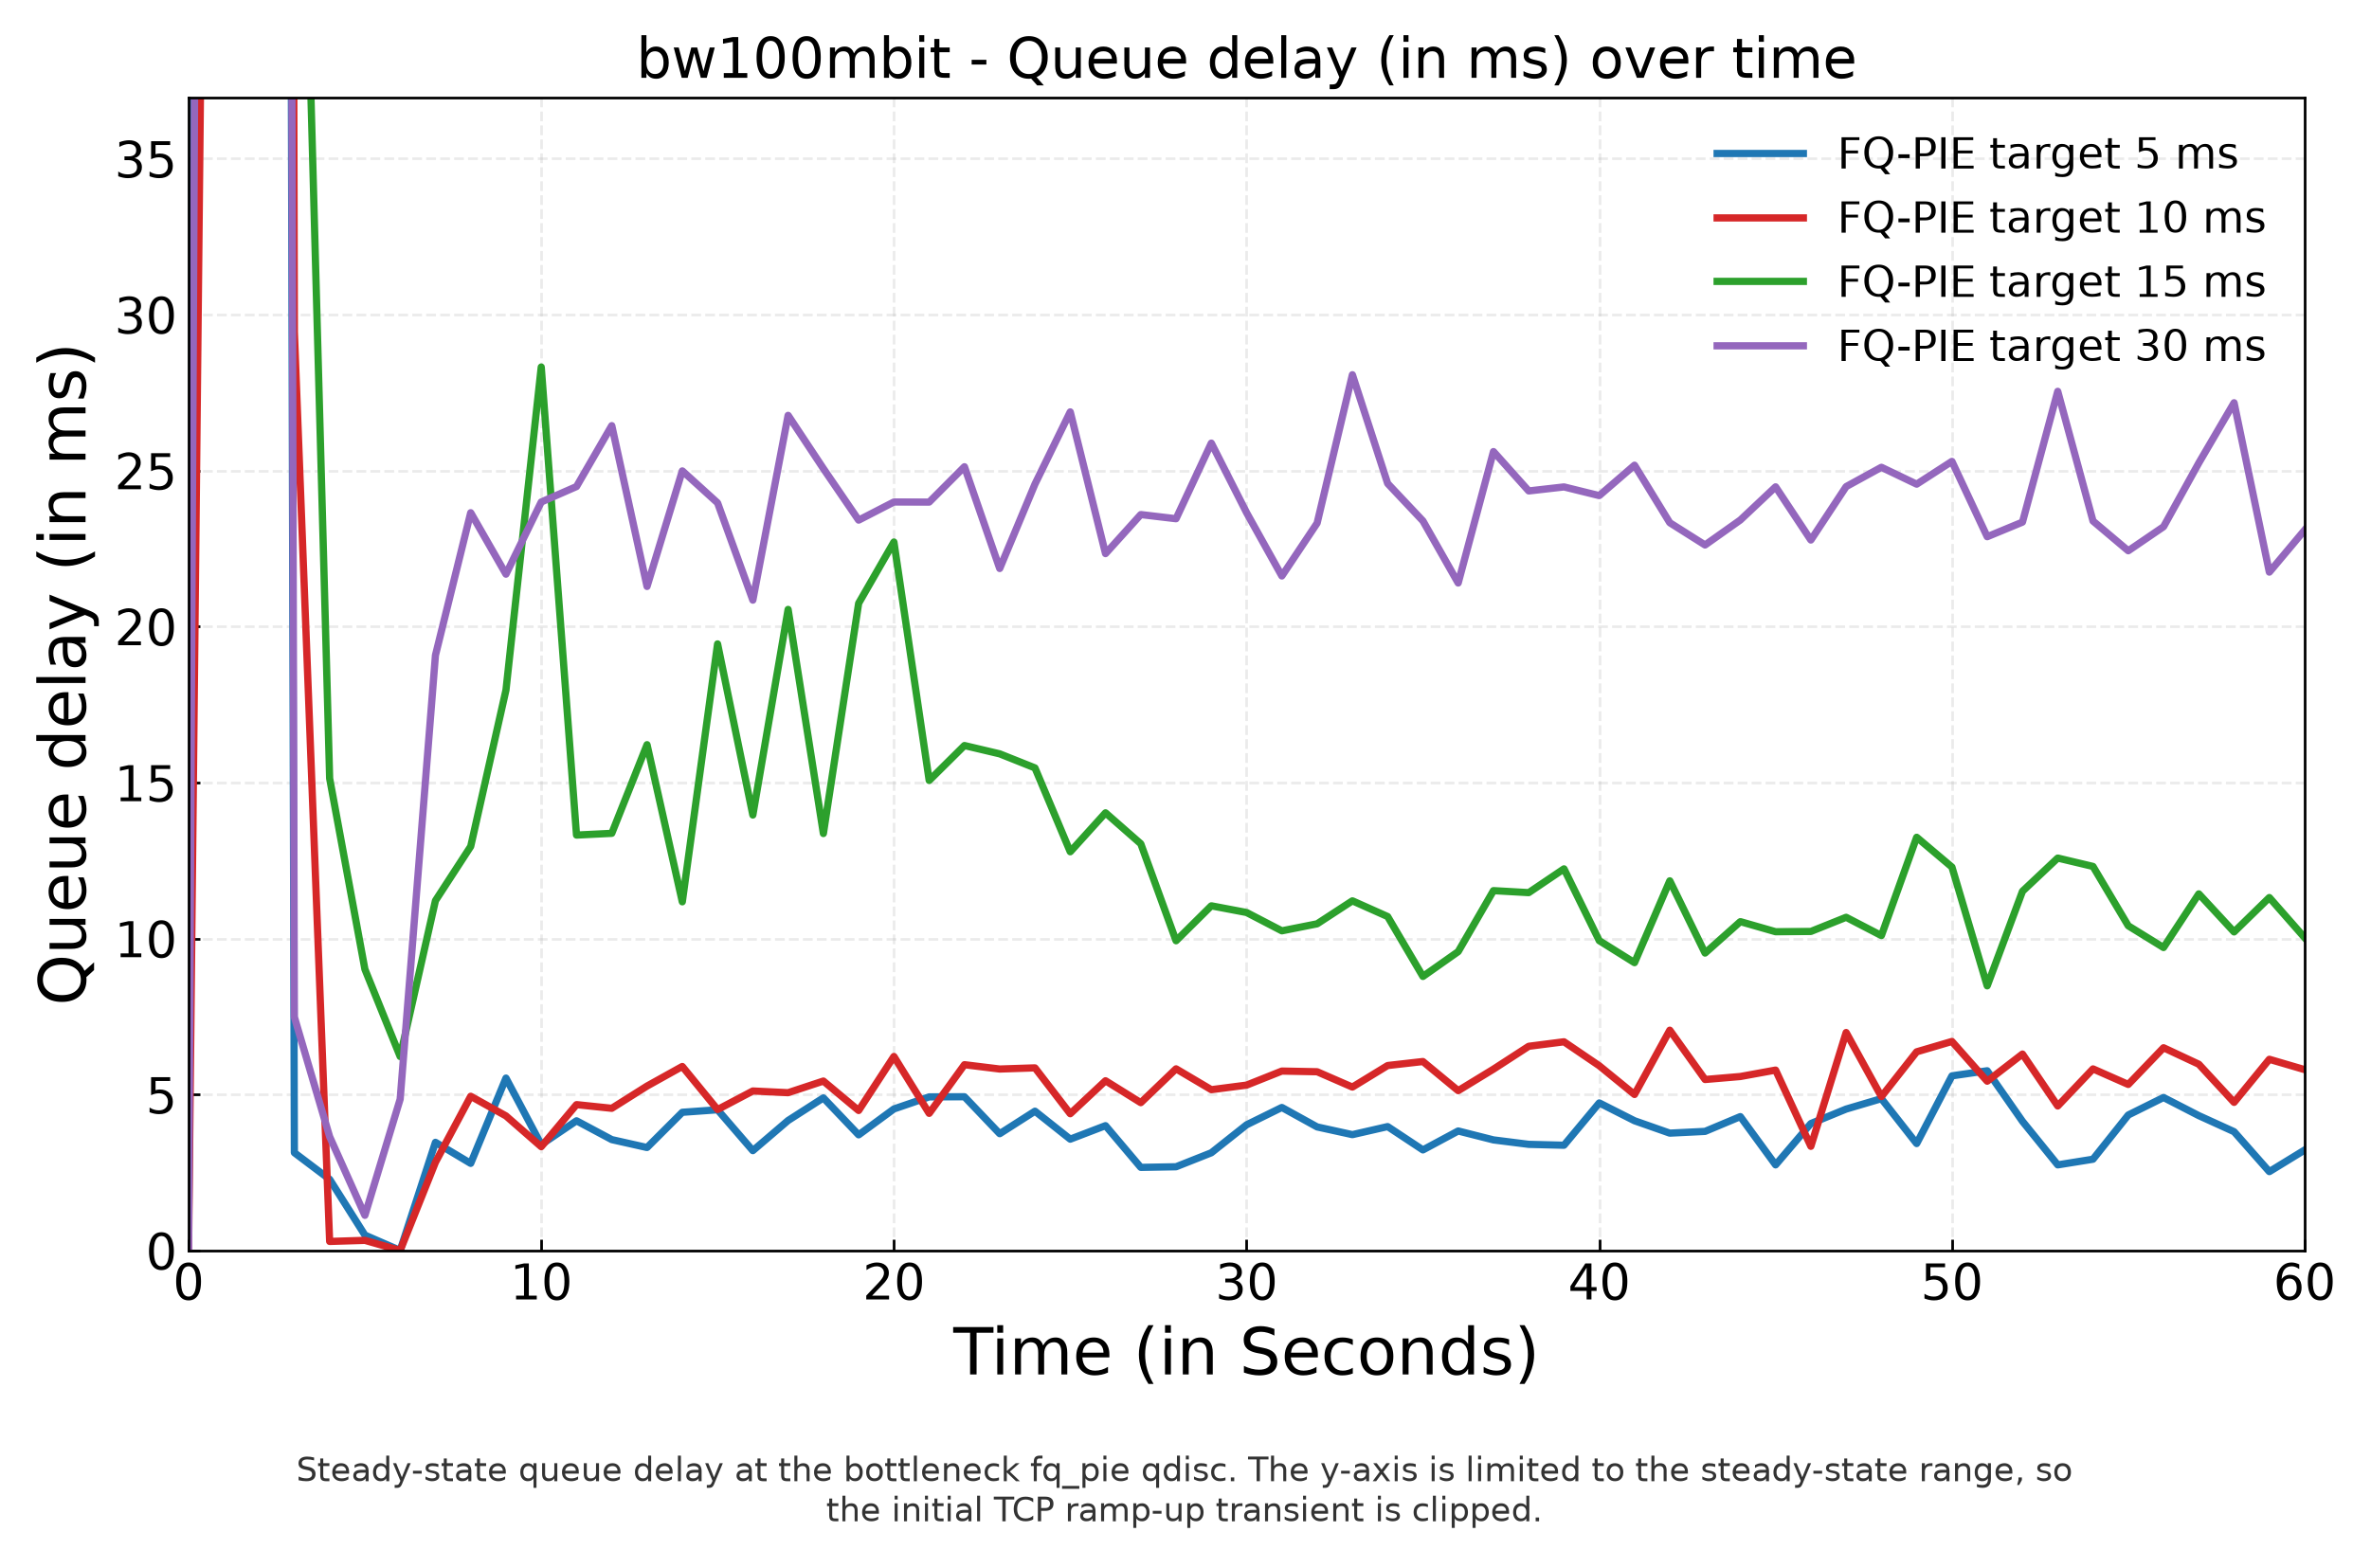 bw100mbit - Queue delay (in ms) over time
FQ-PIE target 5 ms
FQ-PIE target 10 ms
FQ-PIE target 15 ms
FQ-PIE target 30 ms
Queue delay (in ms)
35
30
25
20
15
10
5
0
0 10 20 30 40 50 60
Time (in Seconds)
Steady-state queue delay at the bottleneck fq_pie qdisc. The y-axis is limited to the steady-state range, so
the initial TCP ramp-up transient is clipped.